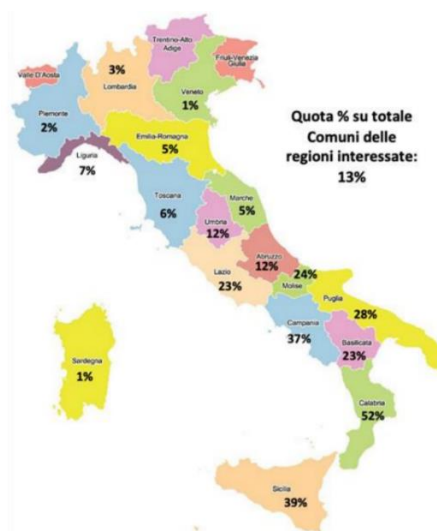 Trentino-Alto
Adige
Valle D'Aosta
Friuli-Venezia
Giulia
3%
Lombardia
Veneto
1%
Piemonte
2%
Emilia-Romagna
5%
Liguria
7%
Quota % su totale
Comuni delle
regioni interessate:
13%
Toscana
6%
Marche
5%
Umbria
12%
Abruzzo
12%
Lazio
23%
24%
Molise
Puglia
28%
Campania
37%
Basilicata
23%
Sardegna
1%
Calabria
52%
Sicilia
39%